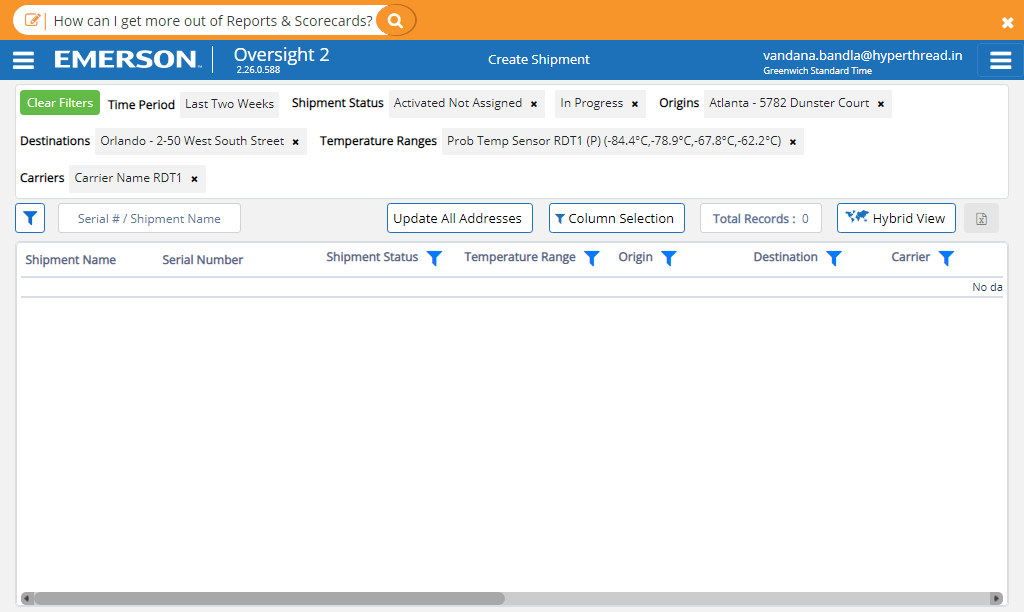 How can I get more out of Reports & Scorecards?
EMERSON
Oversight 2
2.26.0.588
Create Shipment
vandana.bandla@hyperthread.in
Greenwich Standard Time
Clear Filters Time Period Last Two Weeks Shipment Status Activated Not Assigned × In Progress × Origins Atlanta - 5782 Dunster Court ×
Destinations Orlando - 2-50 West South Street × Temperature Ranges Prob Temp Sensor RDT1 (P) (-84.4°C,-78.9°C,-67.8°C,-62.2°C) ×
Carriers Carrier Name RDT1 ×
Serial # / Shipment Name Update All Addresses Column Selection Total Records : 0 Hybrid View
Shipment Name Serial Number Shipment Status Temperature Range Origin Destination Carrier
No da